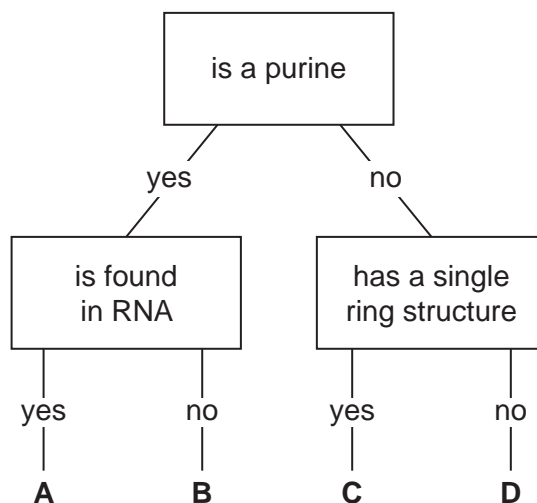 is a purine
yes
no
is found
in RNA
has a single
ring structure
yes
no
yes
no
A
B
C
D